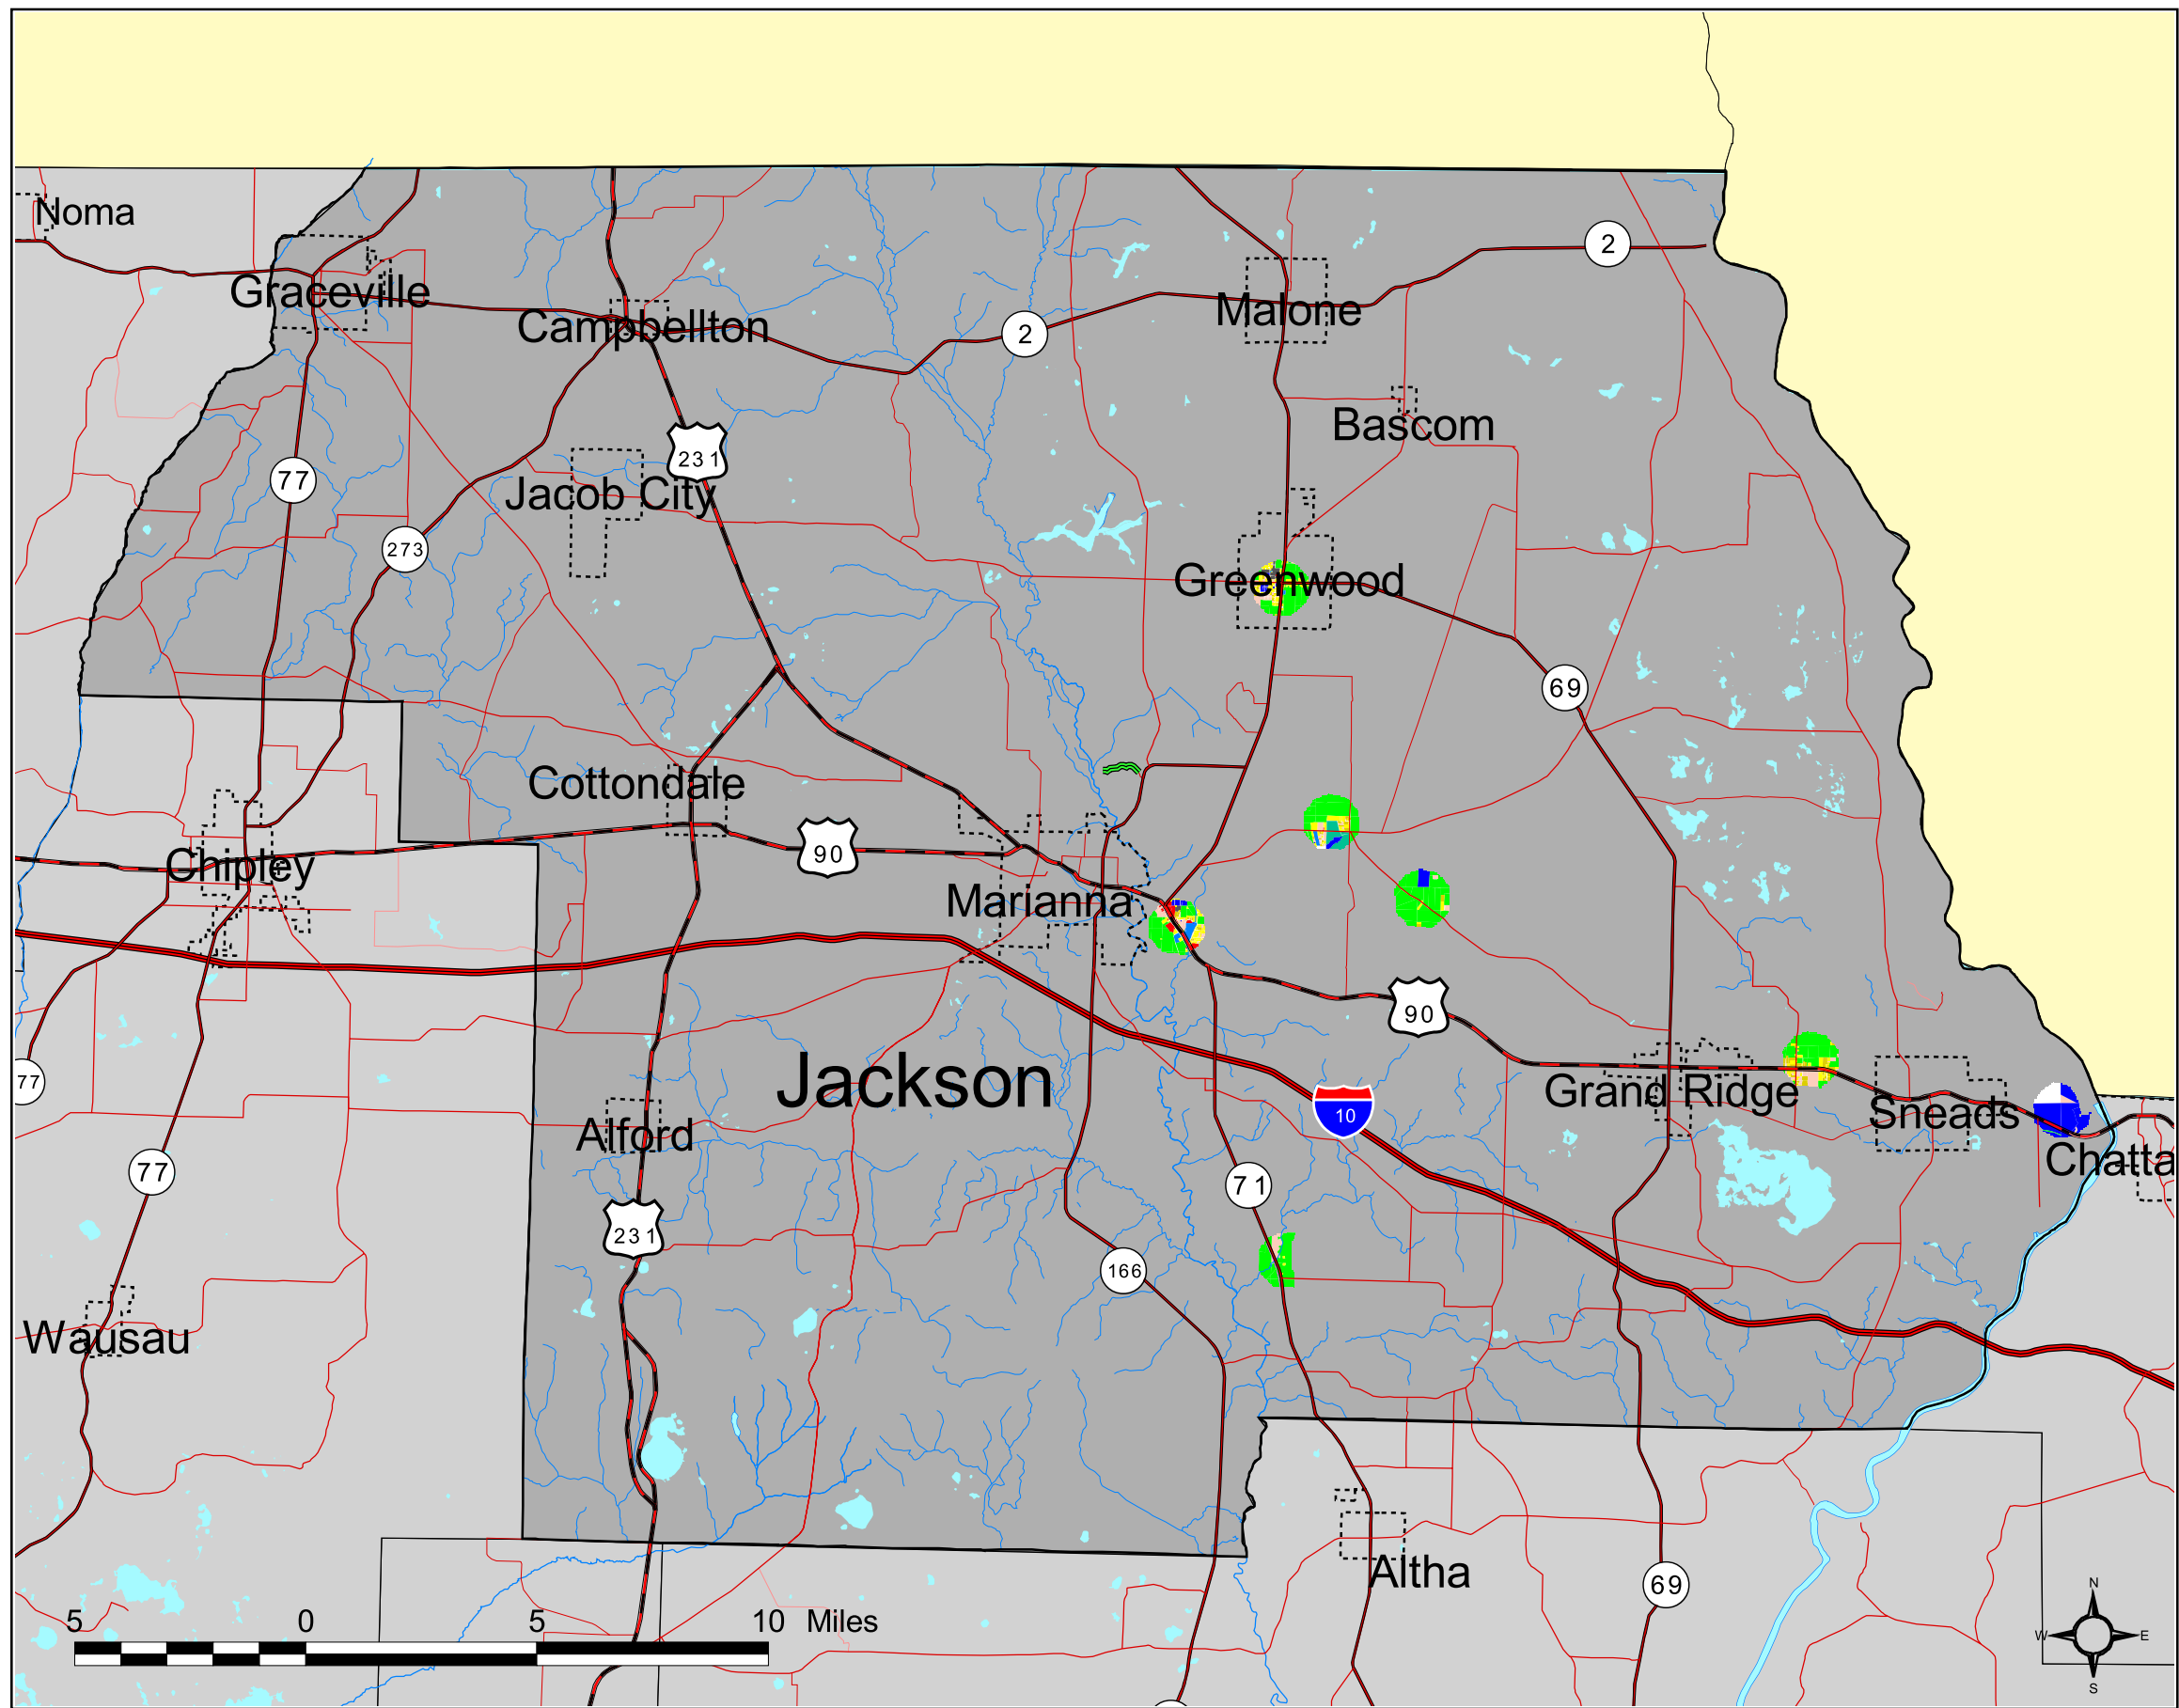 Noma
2
Graceville
Malone
Campbellton
2
Bascom
231
77
Jacob City
273
Greenwood
69
Cottondale
90
Chipley
Marianna
90
77
Jackson
Grand Ridge
10
Sneads
Alford
Chatta
77
71
231
166
Wausau
Altha
69
5 0 5 10 Miles
N
W E
S